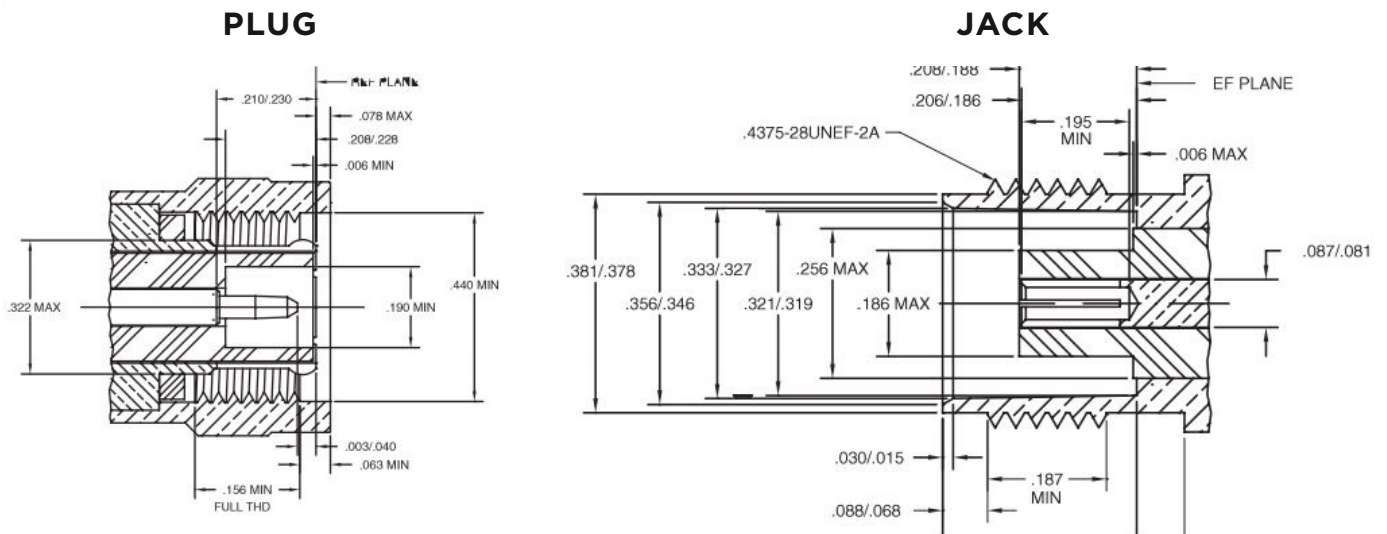 PLUG
JACK
REF PLANE
.210/.230
.078 MAX
.208/.228
.006 MIN
.322 MAX
.190 MIN
.440 MIN
.003/.040
.063 MIN
.156 MIN
FULL THD
.208/.188
EF PLANE
.206/.186
.195
MIN
.4375-28UNEF-2A
.006 MAX
.087/.081
.381/.378
.333/.327
.256 MAX
.356/.346
.321/.319
.186 MAX
.030/.015
.187
MIN
.088/.068